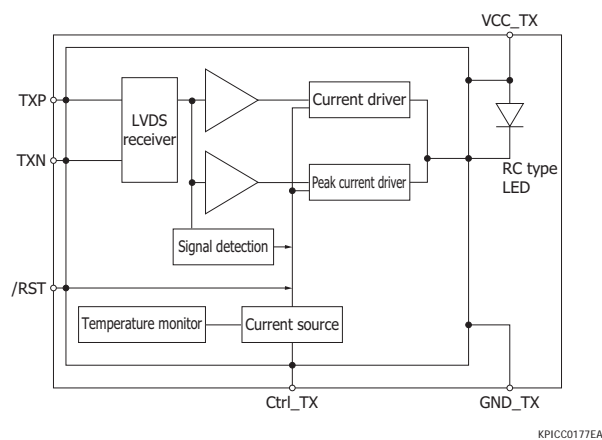 VCC_TX
TXP
LVDS
receiver
Current driver
TXN
RC type
LED
Peak current driver
Signal detection
/RST
Temperature monitor
Current source
Ctrl_TX
GND_TX
KPICC0177EA